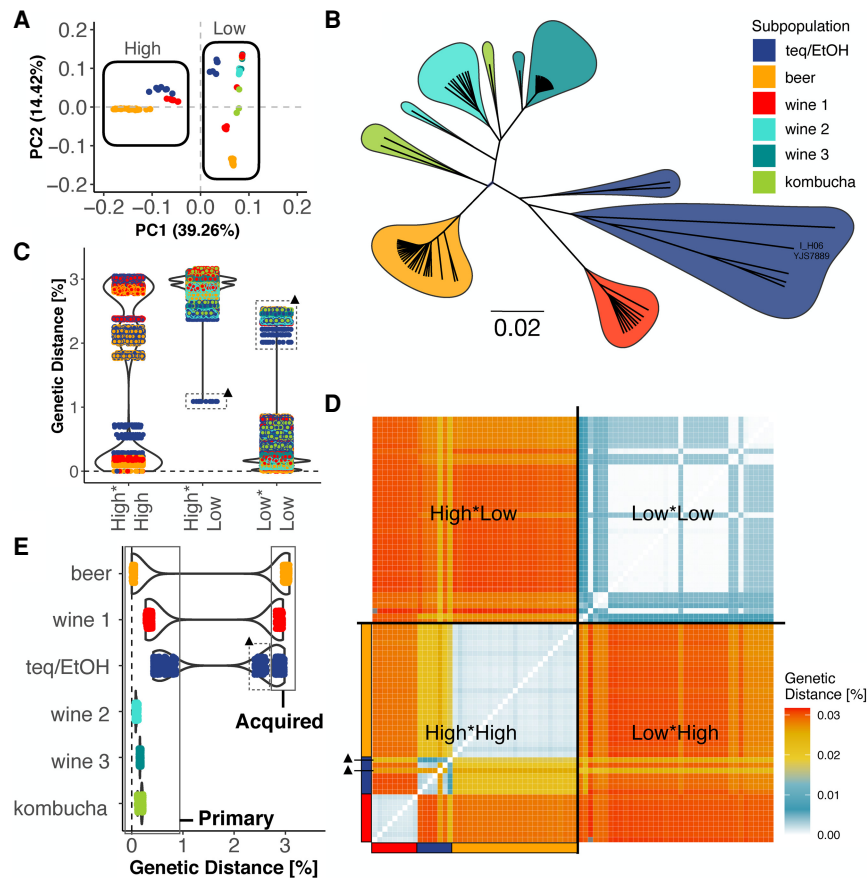 A
High
Low
0.2
0.1
0.0
−0.1
−0.2
PC2 (14.42%)
−0.2
−0.1
0.0
0.1
0.2
PC1 (39.26%)
B
I_H06
YJS7889
0.02
Subpopulation
teq/EtOH
beer
wine 1
wine 2
wine 3
kombucha
C
Genetic Distance [%]
3
2
1
0
High*
High
High*
Low
Low*
Low
D
High*Low
Low*Low
High*High
Low*High
Genetic
Distance [%]
0.03
0.02
0.01
0.00
E
beer
wine 1
teq/EtOH
wine 2
wine 3
kombucha
Acquired
Primary
0
1
2
3
Genetic Distance [%]